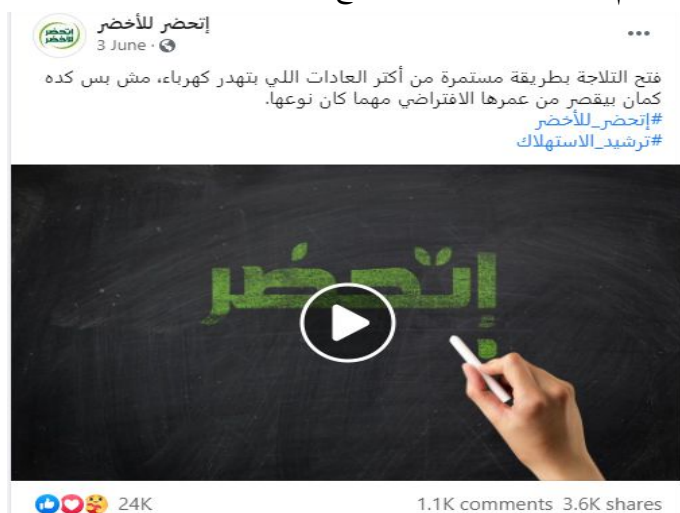 إتحضر للأخضر
3 June
فتح التلاجة بطريقة مستمرة من أكتر العادات اللي بتهدر كهرباء، مش بس كده
كمان بيقصر من عمرها الافتراضي مهما كان نوعها.
#إتحضر_للأخضر
#ترشيد_الاستهلاك
إتحضر
24K
1.1K comments 3.6K shares